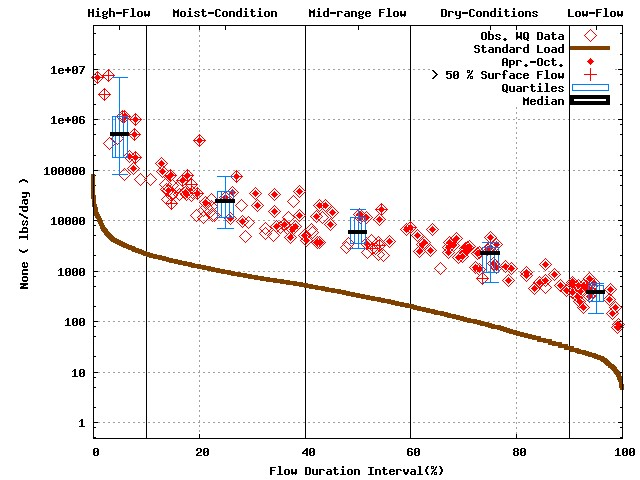 High-Flow Moist-Condition Mid-range Flow Dry-Conditions Low-Flow
Obs. WQ Data
Standard Load
Apr.-Oct.
> 50 % Surface Flow
Quartiles
Median
1e+07
1e+06
100000
10000
1000
100
10
1
None ( lbs/day )
0 20 40 60 80 100
Flow Duration Interval(%)